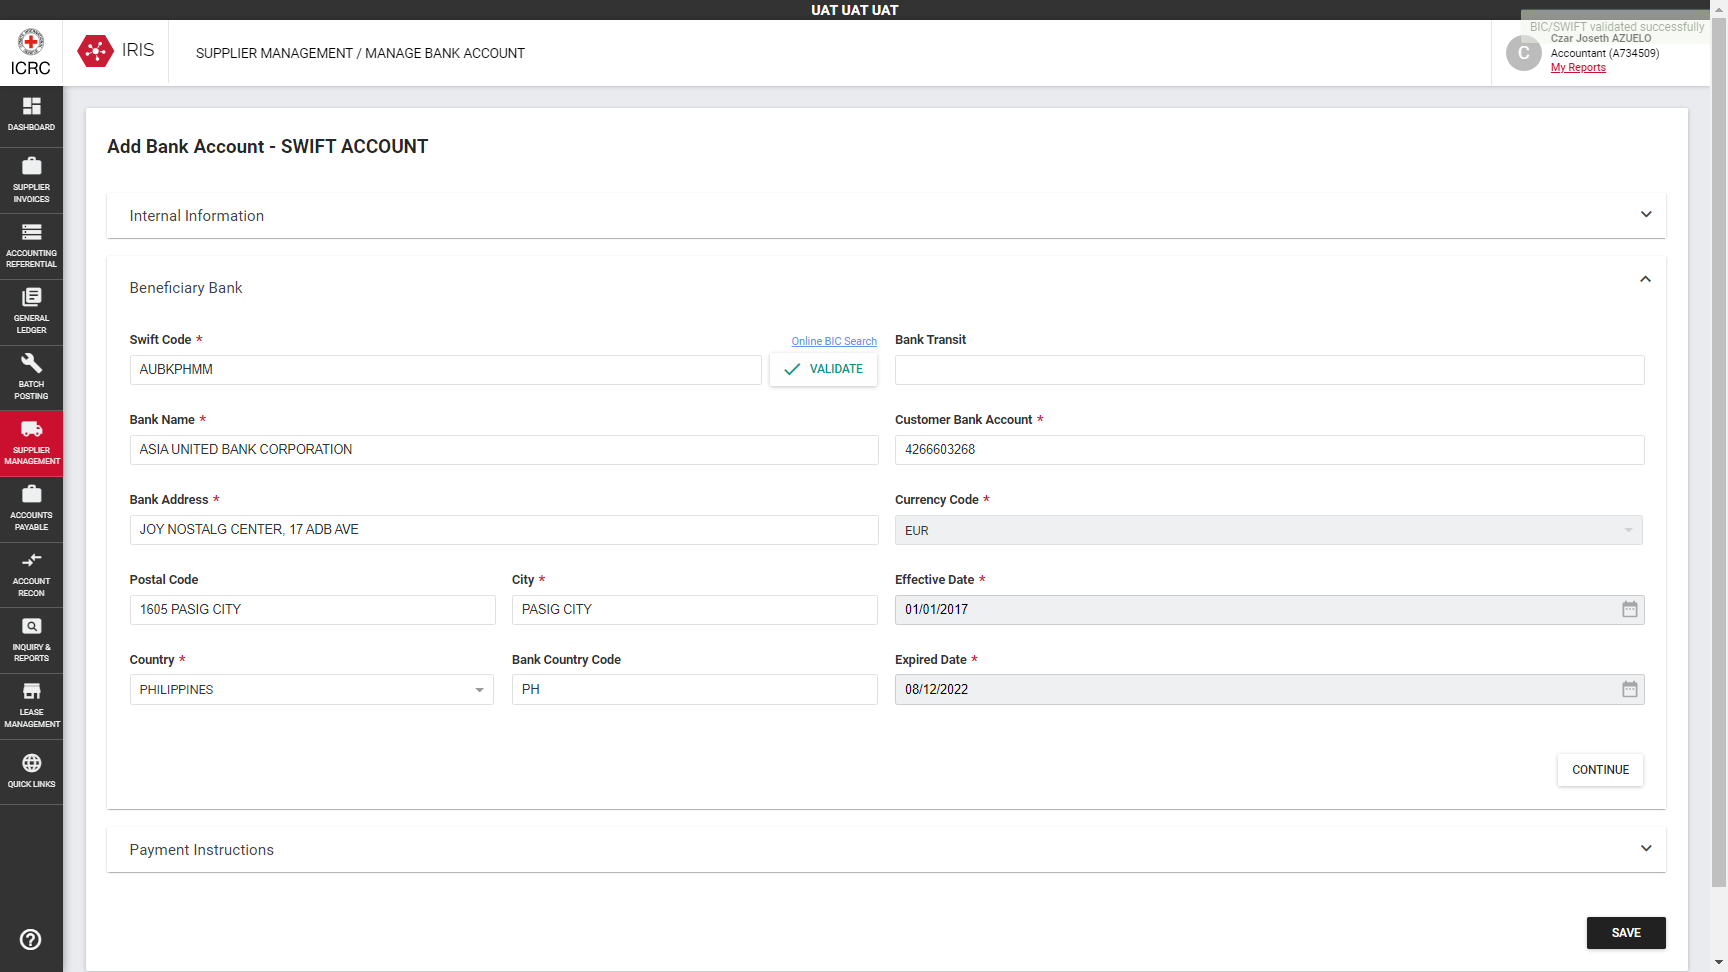 UAT UAT UAT
ICRC
IRIS
SUPPLIER MANAGEMENT / MANAGE BANK ACCOUNT
BIC/SWIFT validated successfully
C
Czar Joseth AZUELO
Accountant (A734509)
My Reports
DASHBOARD
SUPPLIER
INVOICES
ACCOUNTING
REFERENTIAL
GENERAL
LEDGER
BATCH
POSTING
SUPPLIER
MANAGEMENT
ACCOUNTS
PAYABLE
ACCOUNT
RECON
INQUIRY &
REPORTS
LEASE
MANAGEMENT
QUICK LINKS
Add Bank Account - SWIFT ACCOUNT
Internal Information
Beneficiary Bank
Swift Code *
Online BIC Search
AUBKPHMM
VALIDATE
Bank Transit
Bank Name *
ASIA UNITED BANK CORPORATION
Customer Bank Account *
4266603268
Bank Address *
JOY NOSTALG CENTER, 17 ADB AVE
Currency Code *
EUR
Postal Code
1605 PASIG CITY
City *
PASIG CITY
Effective Date *
01/01/2017
Country *
PHILIPPINES
Bank Country Code
PH
Expired Date *
08/12/2022
CONTINUE
Payment Instructions
SAVE